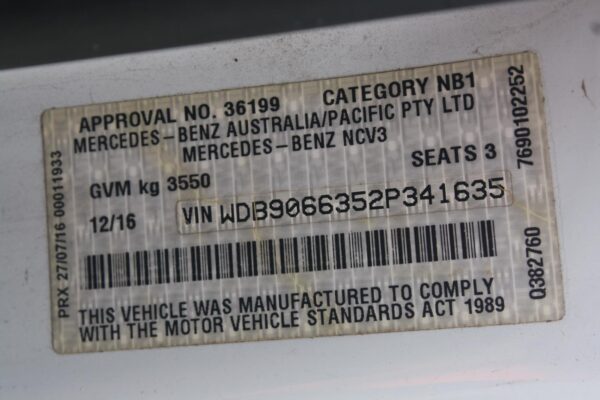 APPROVAL NO. 36199 CATEGORY NB1
MERCEDES-BENZ AUSTRALIA/PACIFIC PTY LTD
MERCEDES-BENZ NCV3
GVM kg 3550 SEATS 3
12/16 VIN WDB9066352P341635
THIS VEHICLE WAS MANUFACTURED TO COMPLY
WITH THE MOTOR VEHICLE STANDARDS ACT 1989
PRX 27/07/16 00011933
7690102252
Q382760